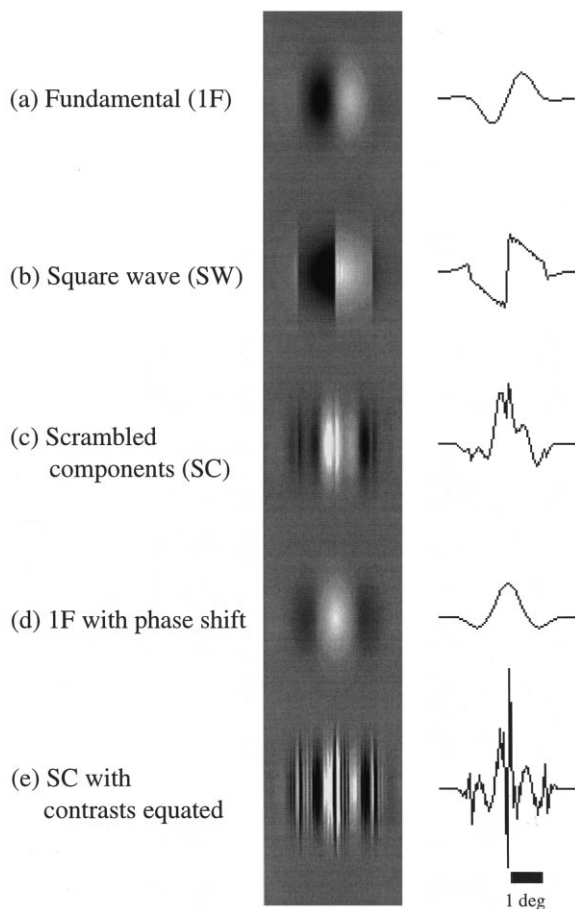 (a) Fundamental (1F)
(b) Square wave (SW)
(c) Scrambled
components (SC)
(d) 1F with phase shift
(e) SC with
contrasts equated
1 deg